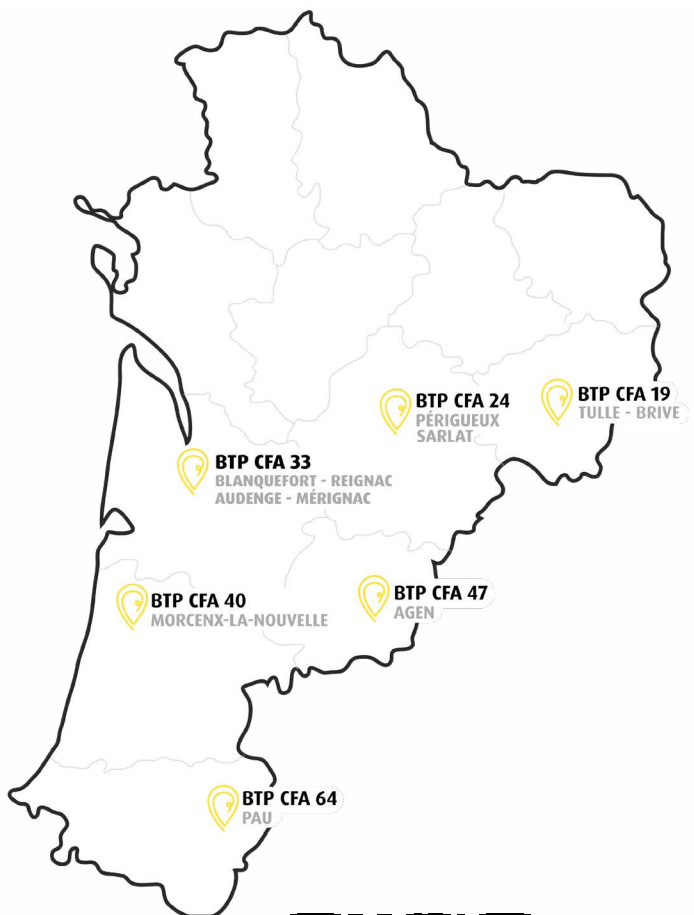 BTP CFA 24
PÉRIGUEUX
SARLAT
BTP CFA 19
TULLE - BRIVE
BTP CFA 33
BLANQUEFORT - REIGNAC
AUDENGE - MÉRIGNAC
BTP CFA 40
MORCENX-LA-NOUVELLE
BTP CFA 47
AGEN
BTP CFA 64
PAU